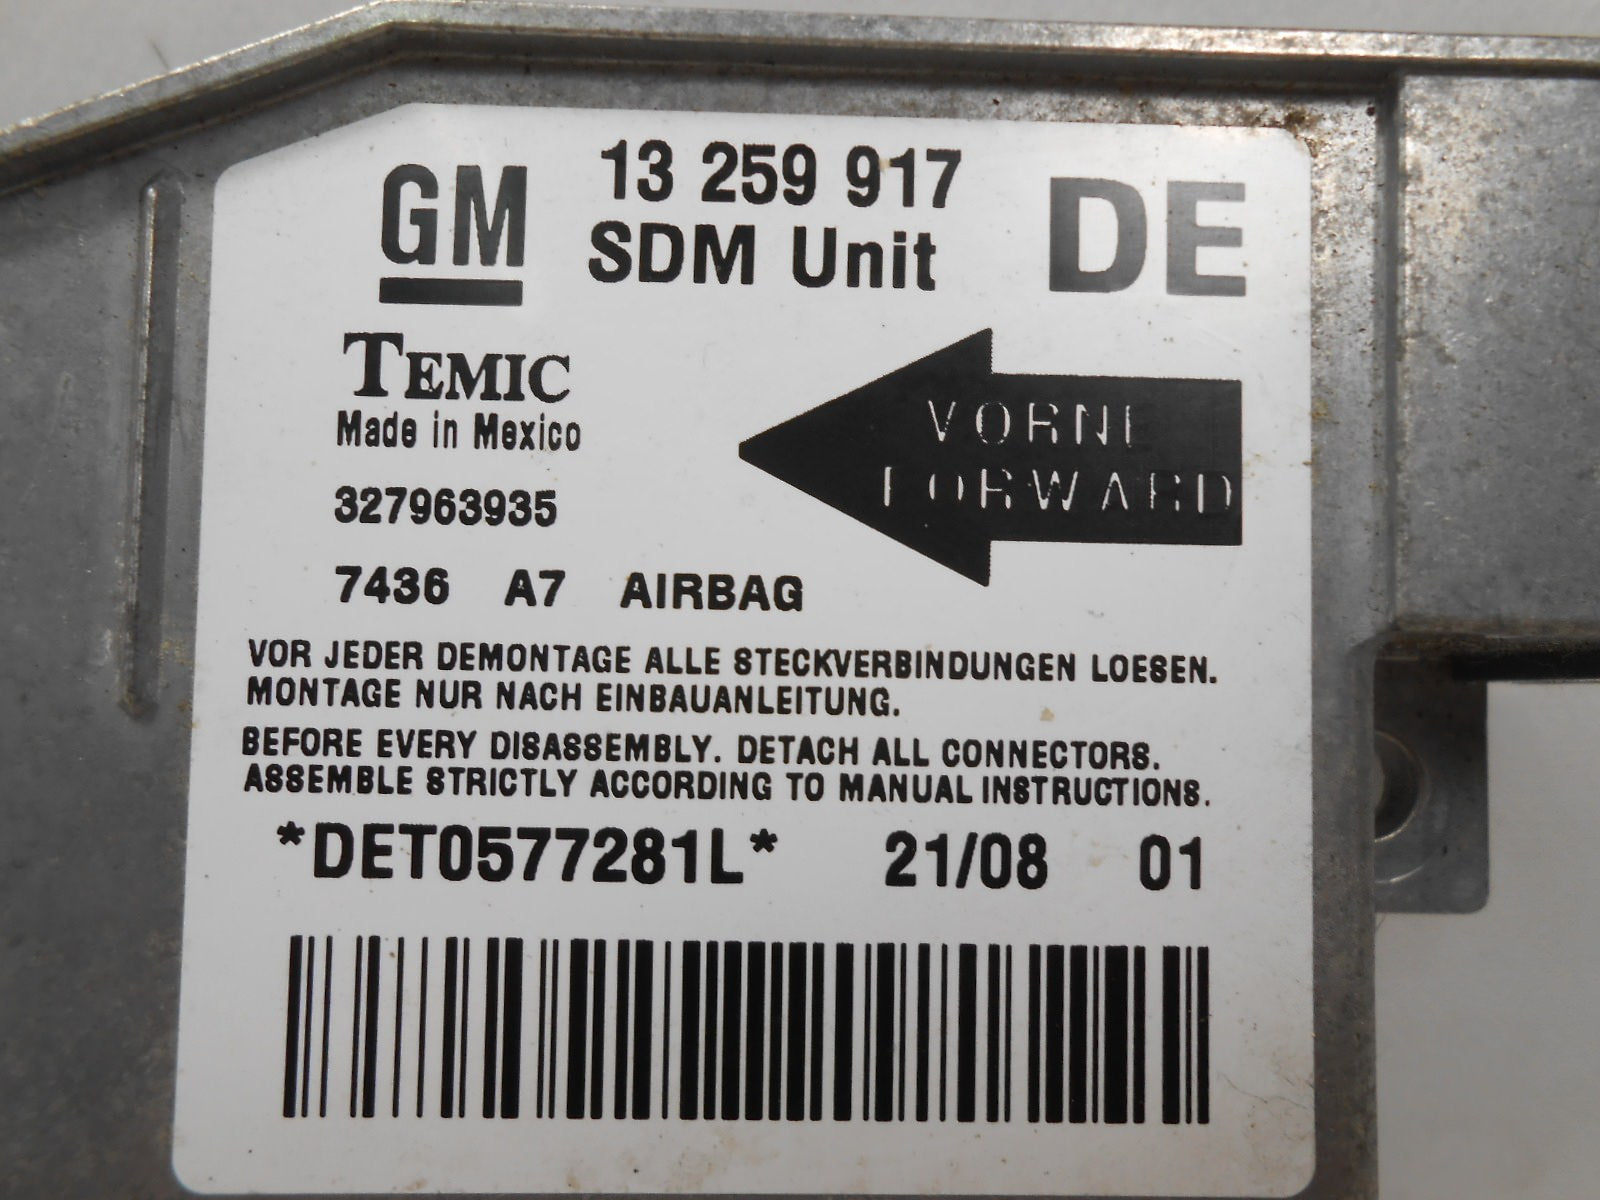 GM
13 259 917
SDM Unit
DE
TEMIC
Made in Mexico
327963935
VORNE
FORWARD
7436 A7 AIRBAG
VOR JEDER DEMONTAGE ALLE STECKVERBINDUNGEN LOESEN.
MONTAGE NUR NACH EINBAUANLEITUNG.
BEFORE EVERY DISASSEMBLY. DETACH ALL CONNECTORS.
ASSEMBLE STRICTLY ACCORDING TO MANUAL INSTRUCTIONS.
*DET0577281L* 21/08 01